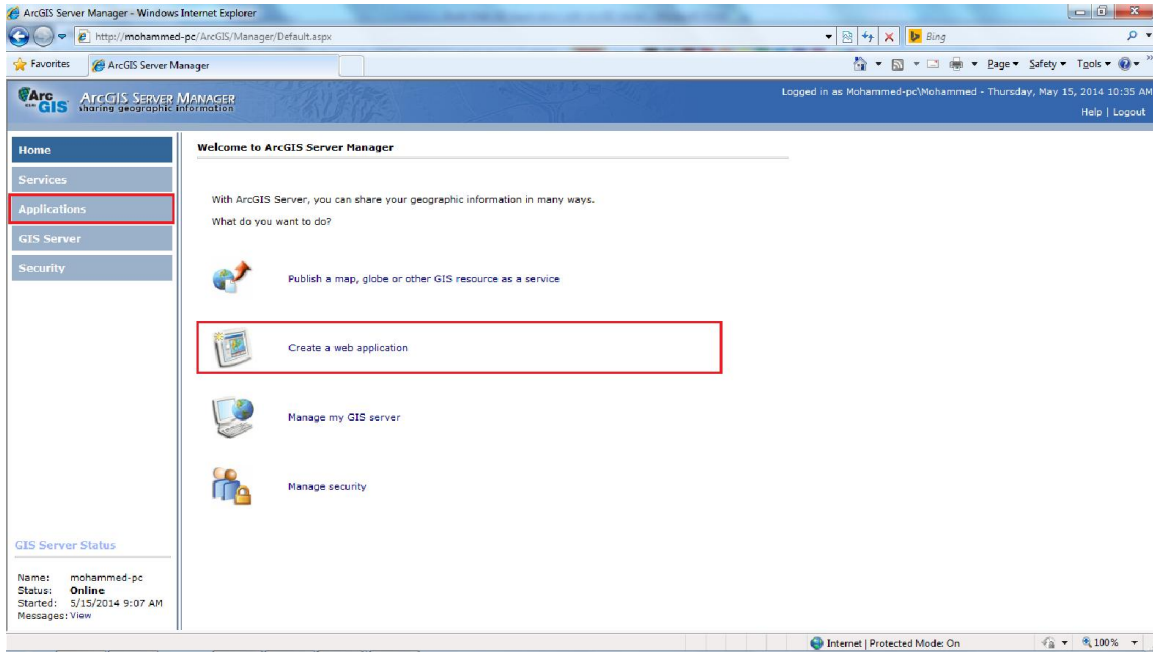 ArcGIS Server Manager - Windows Internet Explorer
http://mohammed-pc/ArcGIS/Manager/Default.aspx
Bing
Favorites
ArcGIS Server Manager
Page
Safety
Tools
Arc
GIS
ArcGIS Server Manager
sharing geographic information
Logged in as Mohammed-pc\Mohammed - Thursday, May 15, 2014 10:35 AM
Help | Logout
Home
Services
Applications
GIS Server
Security
Welcome to ArcGIS Server Manager
With ArcGIS Server, you can share your geographic information in many ways.
What do you want to do?
Publish a map, globe or other GIS resource as a service
Create a web application
Manage my GIS server
Manage security
GIS Server Status
Name: mohammed-pc
Status: Online
Started: 5/15/2014 9:07 AM
Messages: View
Internet | Protected Mode: On
100%